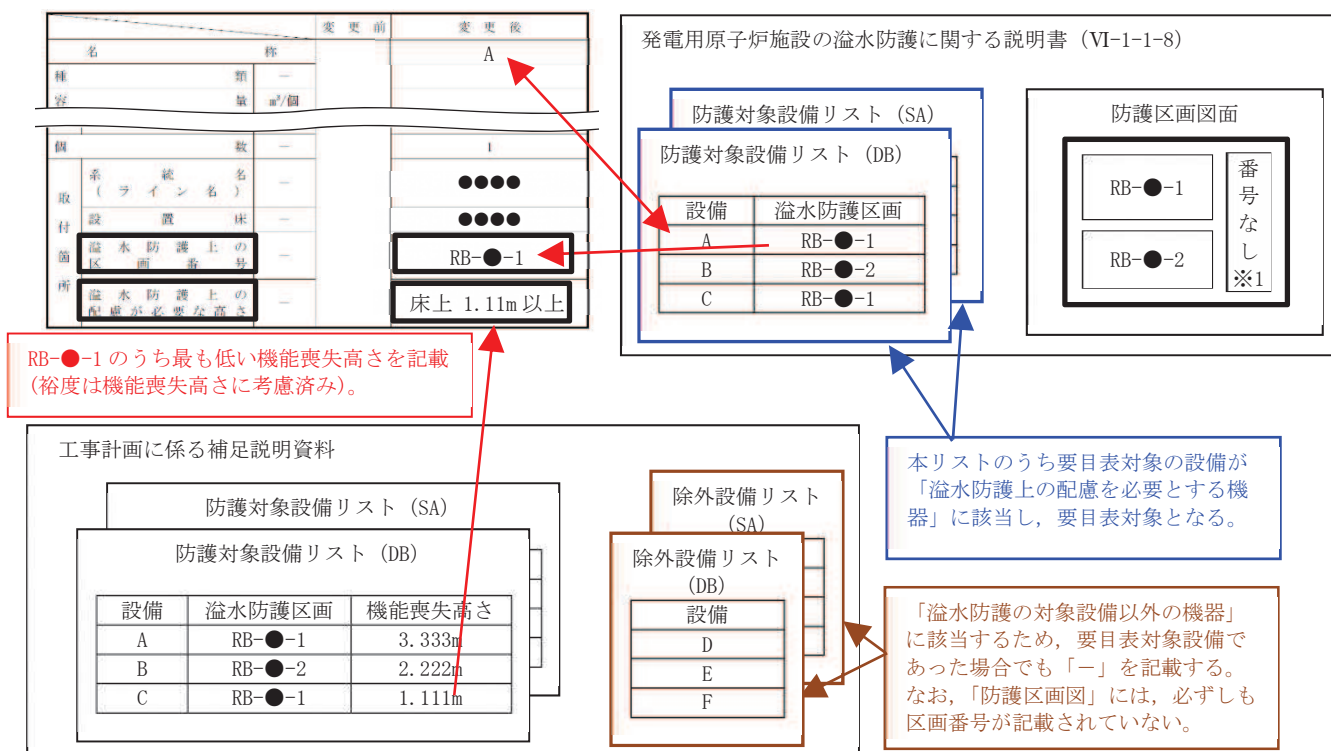 変更前 変更後
名称 A
種類 －
容量 m³/個
個数 － 1
取付箇所
系統名
(ライン名) － ●●●●
設置床 － ●●●●
溢水防護上の
区画番号 － RB-●-1
溢水防護上の
配慮が必要な高さ － 床上 1.11m 以上
RB-●-1 のうち最も低い機能喪失高さを記載
(裕度は機能喪失高さに考慮済み)。
発電用原子炉施設の溢水防護に関する説明書（Ⅵ-1-1-8）
防護対象設備リスト（SA）
防護対象設備リスト（DB）
設備 溢水防護区画
A RB-●-1
B RB-●-2
C RB-●-1
防護区画図面
RB-●-1
RB-●-2
番号なし※1
本リストのうち要目表対象の設備が
「溢水防護上の配慮を必要とする機
器」に該当し，要目表対象となる。
工事計画に係る補足説明資料
防護対象設備リスト（SA）
防護対象設備リスト（DB）
設備 溢水防護区画 機能喪失高さ
A RB-●-1 3.333m
B RB-●-2 2.222m
C RB-●-1 1.111m
除外設備リスト
(SA)
除外設備リスト
(DB)
設備
D
E
F
「溢水防護の対象設備以外の機器」
に該当するため，要目表対象設備で
あった場合でも「－」を記載する。
なお，「防護区画図」には，必ずしも
区画番号が記載されていない。